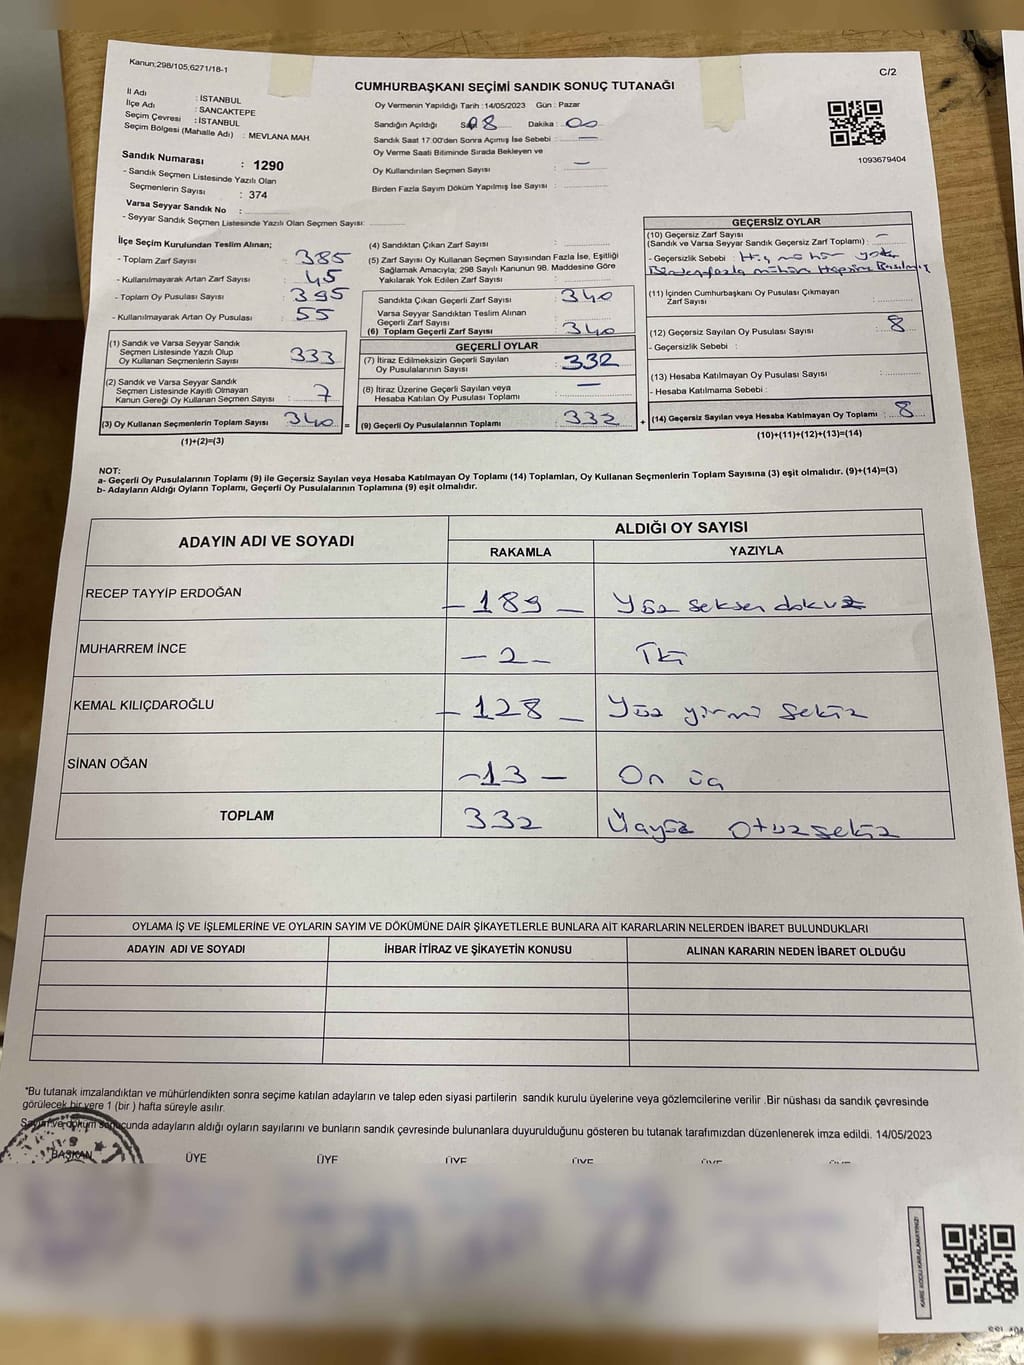 Kanun;298/105,6271/18-1
C/2
CUMHURBAŞKANI SEÇİMİ SANDIK SONUÇ TUTANAĞI
İl Adı : İSTANBUL
İlçe Adı : SANCAKTEPE
Seçim Çevresi : İSTANBUL
Seçim Bölgesi (Mahalle Adı) : MEVLANA MAH.
Sandık Numarası : 1290
- Sandık Seçmen Listesinde Yazılı Olan
Seçmenlerin Sayısı : 374
Varsa Seyyar Sandık No :
- Seyyar Sandık Seçmen Listesinde Yazılı Olan Seçmen Sayısı:
Oy Vermenin Yapıldığı Tarih :14/05/2023 Gün : Pazar
Sandığın Açıldığı Saat 08 Dakika : 00
Sandık Saat 17:00'den Sonra Açımış İse Sebebi : —
Oy Verme Saati Bitiminde Sırada Bekleyen ve
Oy Kullandırılan Seçmen Sayısı : —
Birden Fazla Sayım Döküm Yapılmış İse Sayısı :
1093679404
İlçe Seçim Kurulundan Teslim Alınan;
- Toplam Zarf Sayısı : 385
- Kullanılmayarak Artan Zarf Sayısı : 45
- Toplam Oy Pusulası Sayısı : 395
- Kullanılmayarak Artan Oy Pusulası : 55
(1) Sandık ve Varsa Seyyar Sandık
Seçmen Listesinde Yazılı Olup
Oy Kullanan Seçmenlerin Sayısı : 333
(2) Sandık ve Varsa Seyyar Sandık
Seçmen Listesinde Kayıtlı Olmayan
Kanun Gereği Oy Kullanan Seçmen Sayısı : 7
(3) Oy Kullanan Seçmenlerin Toplam Sayısı : 340 =
(1)+(2)=(3)
(4) Sandıktan Çıkan Zarf Sayısı :
(5) Zarf Sayısı Oy Kullanan Seçmen Sayısından Fazla İse, Eşitliği
Sağlamak Amacıyla; 298 Sayılı Kanunun 98. Maddesine Göre
Yakılarak Yok Edilen Zarf Sayısı :
Sandıkta Çıkan Geçerli Zarf Sayısı : 340
Varsa Seyyar Sandıktan Teslim Alınan
Geçerli Zarf Sayısı :
(6) Toplam Geçerli Zarf Sayısı : 340
GEÇERLİ OYLAR
(7) İtiraz Edilmeksizin Geçerli Sayılan
Oy Pusulalarının Sayısı : 332
(8) İtiraz Üzerine Geçerli Sayılan veya
Hesaba Katılan Oy Pusulası Toplamı : —
(9) Geçerli Oy Pusulalarının Toplamı : 332 +
GEÇERSİZ OYLAR
(10) Geçersiz Zarf Sayısı
(Sandık ve Varsa Seyyar Sandık Geçersiz Zarf Toplamı) : —
- Geçersizlik Sebebi : Hiç mühür yok
Birden fazla mühür Hepsine Basılmış
(11) İçinden Cumhurbaşkanı Oy Pusulası Çıkmayan
Zarf Sayısı :
(12) Geçersiz Sayılan Oy Pusulası Sayısı : 8
- Geçersizlik Sebebi :
(13) Hesaba Katılmayan Oy Pusulası Sayısı :
- Hesaba Katılmama Sebebi :
(14) Geçersiz Sayılan veya Hesaba Katılmayan Oy Toplamı : 8
(10)+(11)+(12)+(13)=(14)
NOT:
a- Geçerli Oy Pusulalarının Toplamı (9) ile Geçersiz Sayılan veya Hesaba Katılmayan Oy Toplamı (14) Toplamları, Oy Kullanan Seçmenlerin Toplam Sayısına (3) eşit olmalıdır. (9)+(14)=(3)
b- Adayların Aldığı Oyların Toplamı, Geçerli Oy Pusulalarının Toplamına (9) eşit olmalıdır.
ADAYIN ADI VE SOYADI
ALDIĞI OY SAYISI
RAKAMLA YAZIYLA
RECEP TAYYİP ERDOĞAN – 189 – Yüz seksen dokuz
MUHARREM İNCE – 2 – İki
KEMAL KILIÇDAROĞLU – 128 – Yüz yirmi sekiz
SİNAN OĞAN – 13 – On üç
TOPLAM 332 Üçyüz otuzsekiz
OYLAMA İŞ VE İŞLEMLERİNE VE OYLARIN SAYIM VE DÖKÜMÜNE DAİR ŞİKAYETLERLE BUNLARA AİT KARARLARIN NELERDEN İBARET BULUNDUKLARI
ADAYIN ADI VE SOYADI İHBAR İTİRAZ VE ŞİKAYETİN KONUSU ALINAN KARARIN NEDEN İBARET OLDUĞU
*Bu tutanak imzalandıktan ve mühürlendikten sonra seçime katılan adayların ve talep eden siyasi partilerin sandık kurulu üyelerine veya gözlemcilerine verilir .Bir nüshası da sandık çevresinde
görülecek bir yere 1 (bir ) hafta süreyle asılır.
Sayım ve döküm sonucunda adayların aldığı oyların sayılarını ve bunların sandık çevresinde bulunanlara duyurulduğunu gösteren bu tutanak tarafımızdan düzenlenerek imza edildi. 14/05/2023
BAŞKAN ÜYE ÜYE ÜYE ÜYE ÜYE ÜYE
KARE KODU KARALAMAYINIZ!